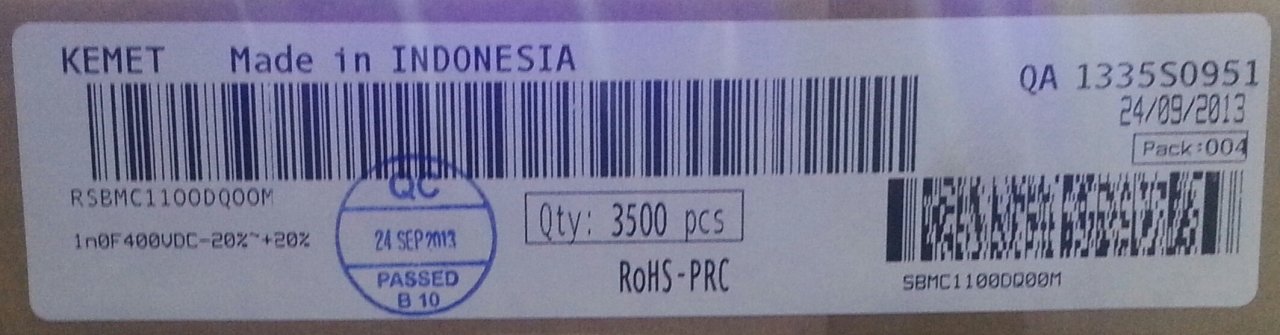 KEMET Made in INDONESIA
QA 1335S0951
24/09/2013
Pack:004
RSBMC1100DQ00M
1n0F400VDC-20%~+20%
QC
24 SEP 2013
PASSED
B 10
Qty: 3500 pcs
RoHS-PRC
SBMC1100DQ00M